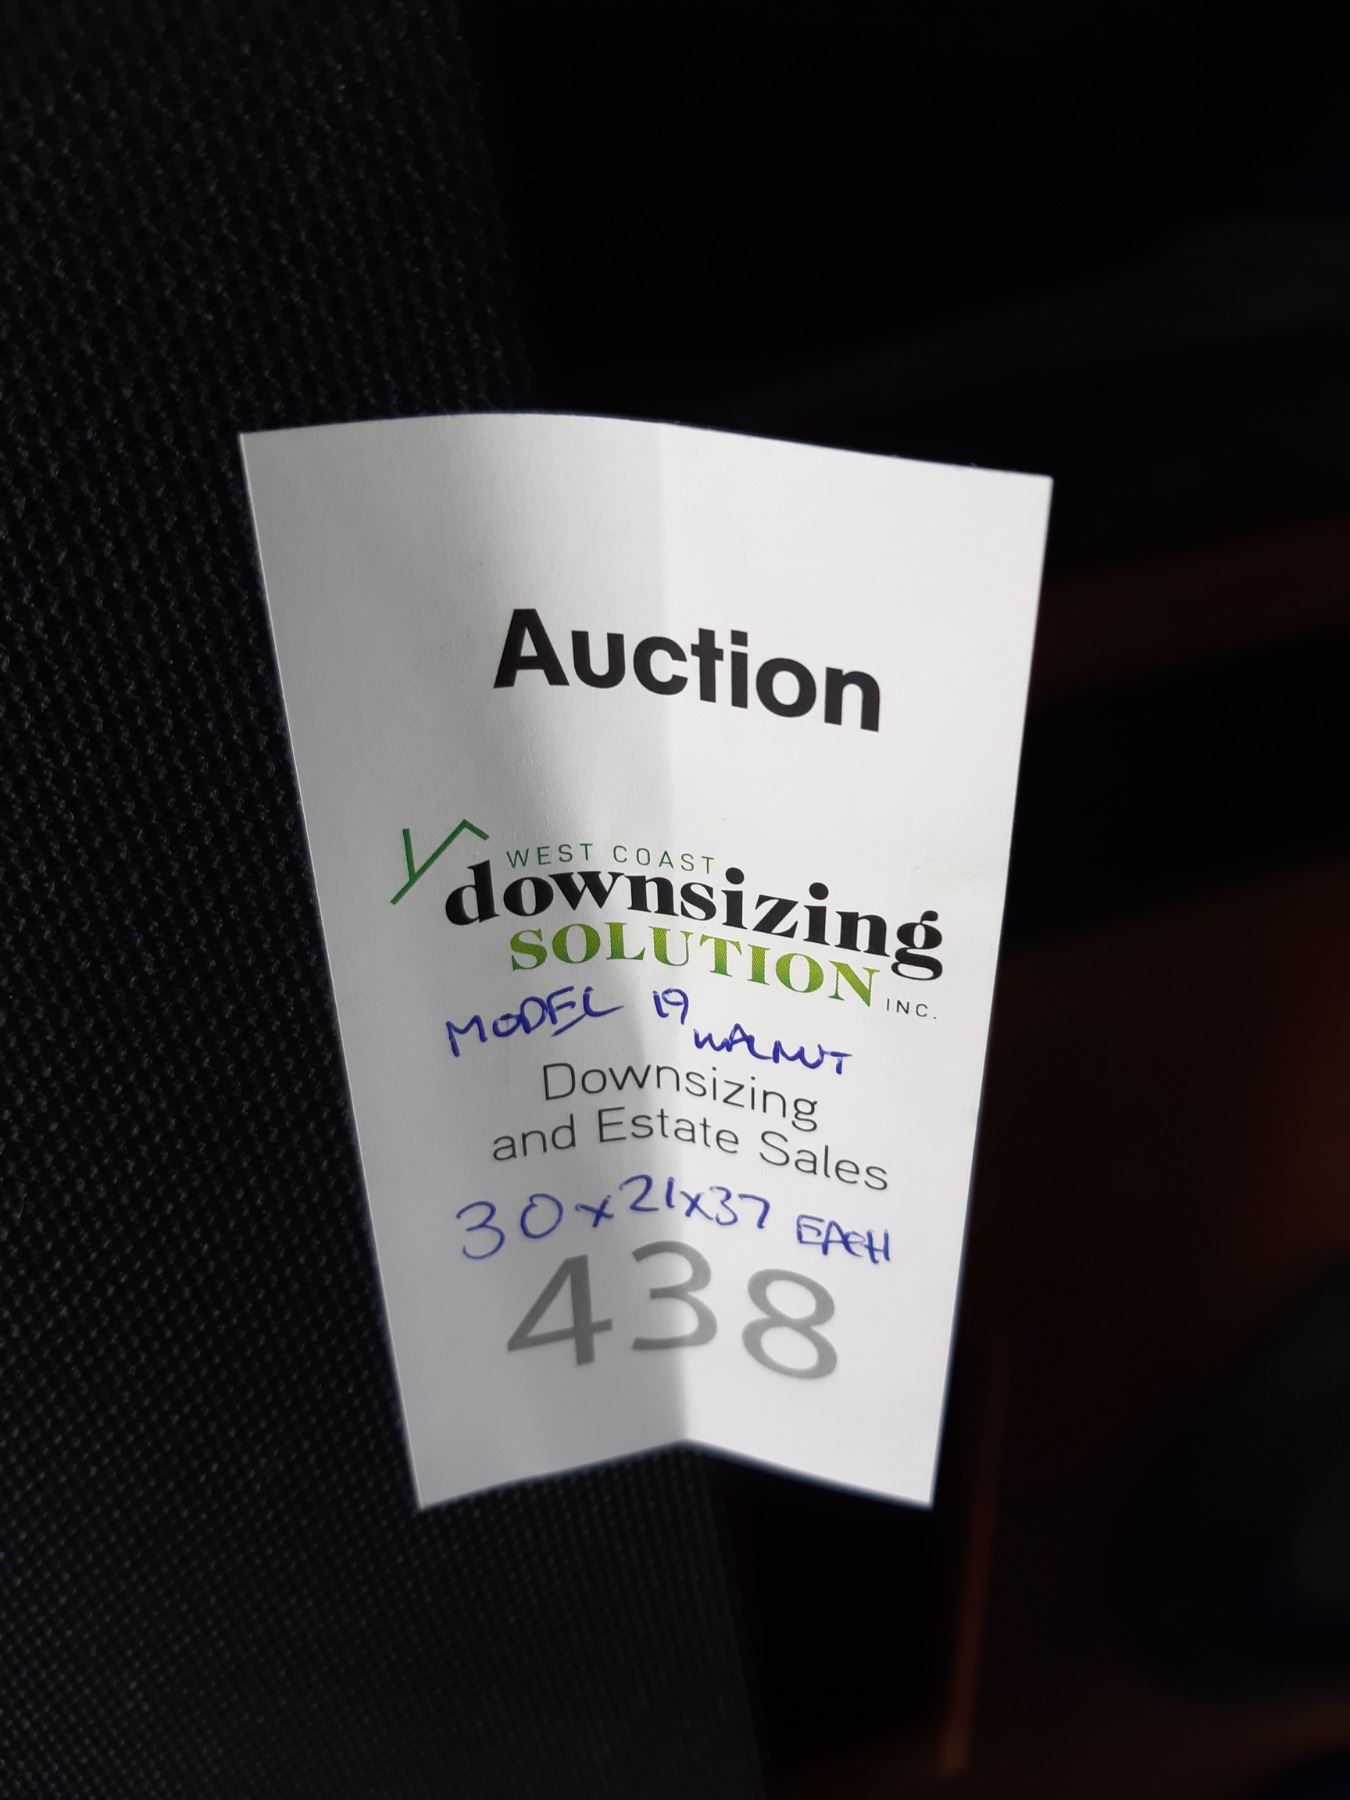 Auction
WEST COAST
downsizing
SOLUTION INC.
MODEL 19 WALNUT
Downsizing
and Estate Sales
30x21x37 EACH
438